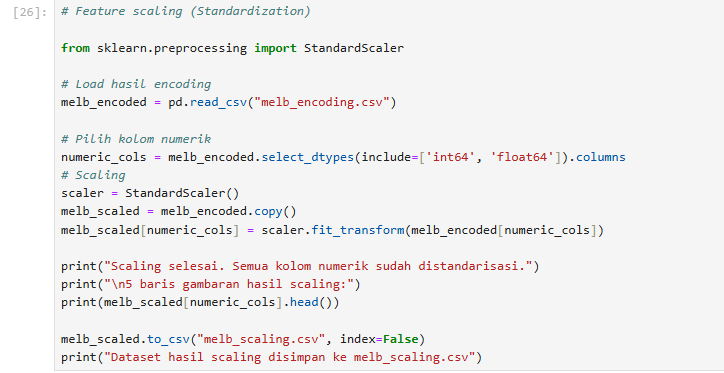 [26]:
# Feature scaling (Standardization)
from sklearn.preprocessing import StandardScaler
# Load hasil encoding
melb_encoded = pd.read_csv("melb_encoding.csv")
# Pilih kolom numerik
numeric_cols = melb_encoded.select_dtypes(include=['int64', 'float64']).columns
# Scaling
scaler = StandardScaler()
melb_scaled = melb_encoded.copy()
melb_scaled[numeric_cols] = scaler.fit_transform(melb_encoded[numeric_cols])
print("Scaling selesai. Semua kolom numerik sudah distandarisasi.")
print("\n5 baris gambaran hasil scaling:")
print(melb_scaled[numeric_cols].head())
melb_scaled.to_csv("melb_scaling.csv", index=False)
print("Dataset hasil scaling disimpan ke melb_scaling.csv")